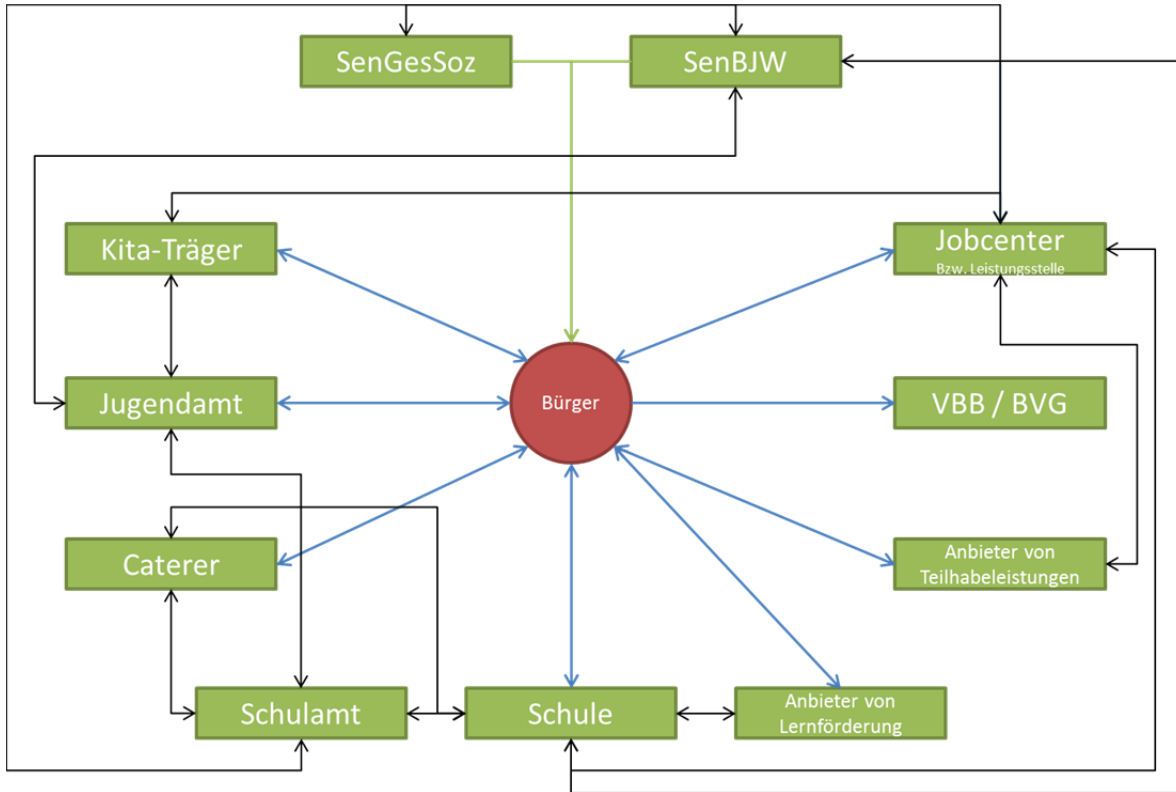 SenGesSoz
SenBJW
Kita-Träger
Jobcenter
Bzw. Leistungsstelle
Jugendamt
Bürger
VBB / BVG
Caterer
Anbieter von
Teilhabeleistungen
Schulamt
Schule
Anbieter von
Lernförderung